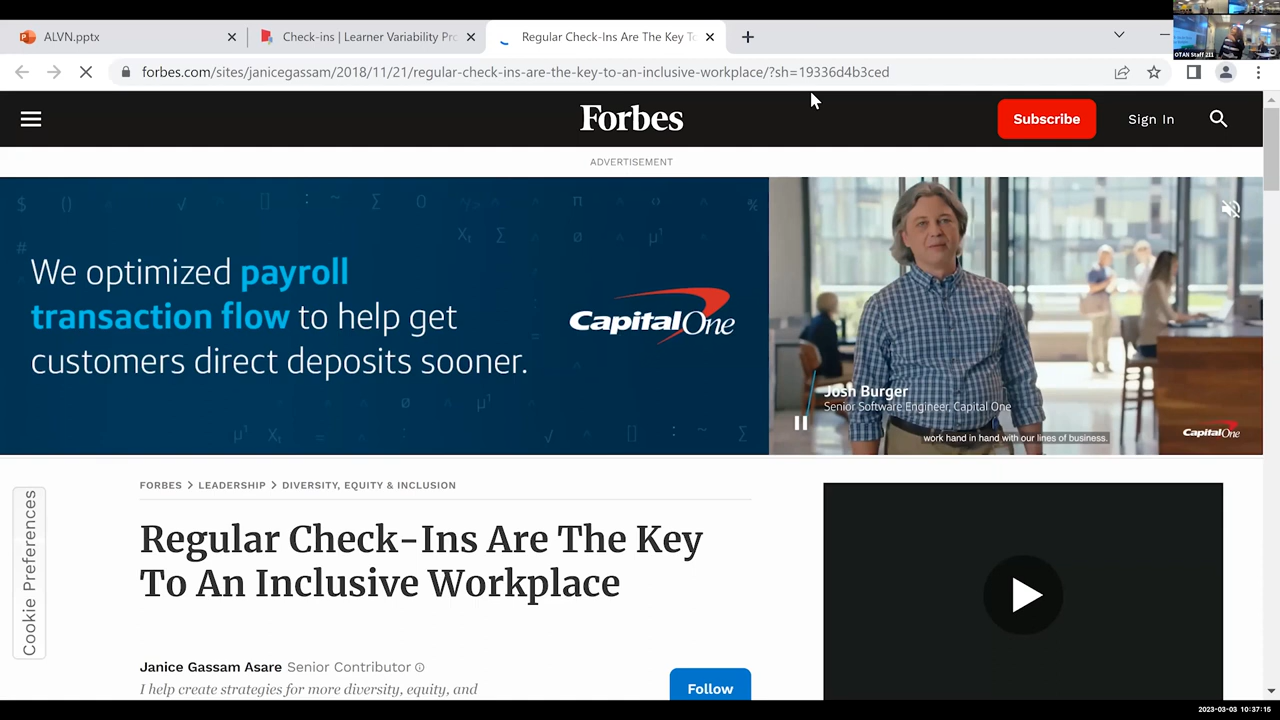 ALVN.pptx
Check-ins | Learner Variability Pro
Regular Check-Ins Are The Key To
OTAN Staff 211
forbes.com/sites/janicegassam/2018/11/21/regular-check-ins-are-the-key-to-an-inclusive-workplace/?sh=19336d4b3ced
Forbes
Subscribe
Sign In
ADVERTISEMENT
We optimized payroll
transaction flow to help get
customers direct deposits sooner.
Capital One
Josh Burger
Senior Software Engineer, Capital One
work hand in hand with our lines of business.
Capital One
FORBES > LEADERSHIP > DIVERSITY, EQUITY & INCLUSION
Regular Check-Ins Are The Key
To An Inclusive Workplace
Janice Gassam Asare Senior Contributor
I help create strategies for more diversity, equity, and
Follow
Cookie Preferences
2023-03-03 10:37:15